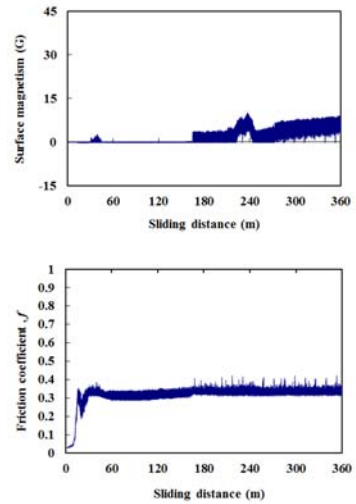 45
30
15
0
-15
Surface magnetism (G)
0 60 120 180 240 300 360
Sliding distance (m)
1
0.9
0.8
0.7
0.6
0.5
0.4
0.3
0.2
0.1
0
Friction coefficient ,f
0 60 120 180 240 300 360
Sliding distance (m)